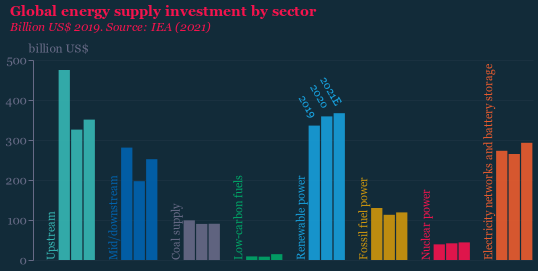 Global energy supply investment by sector
Billion US$ 2019. Source: IEA (2021)
billion US$
500
400
300
200
100
0
Upstream
Mid/downstream
Coal supply
Low-carbon fuels
Renewable power
2019
2020
2021E
Fossil fuel power
Nuclear power
Electricity networks and battery storage